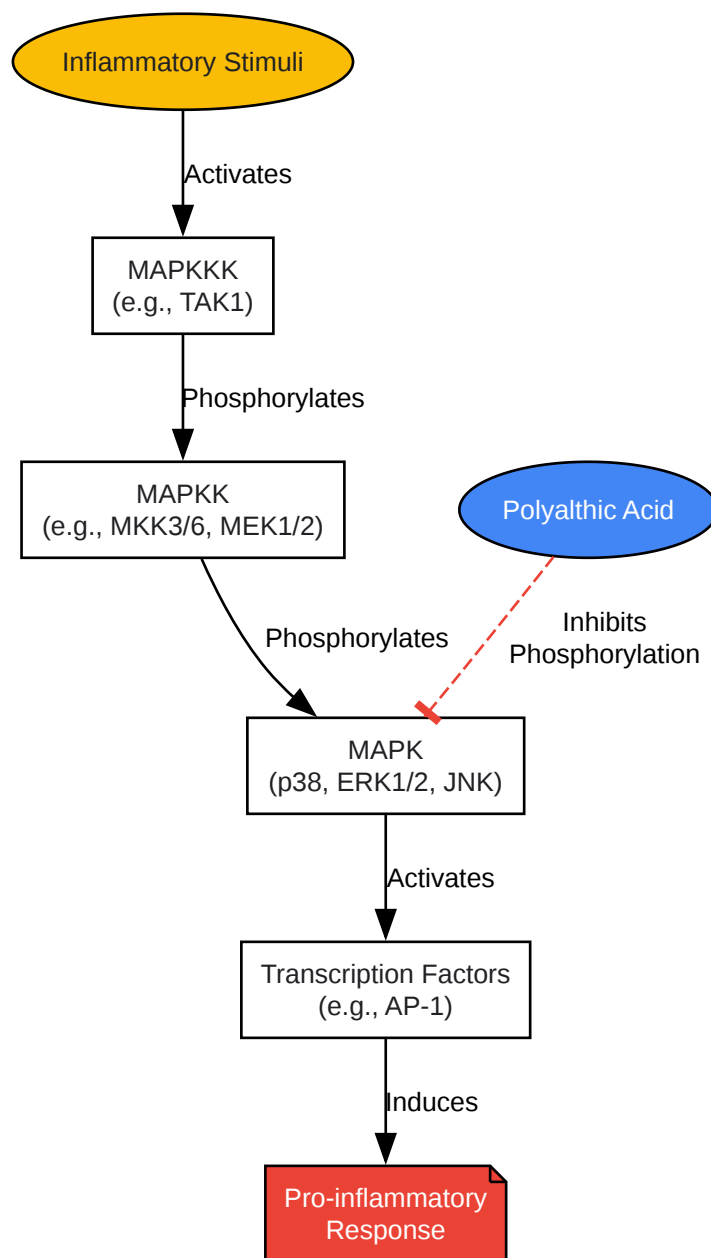 Inflammatory Stimuli
Activates
MAPKKK
(e.g., TAK1)
Phosphorylates
MAPKK
(e.g., MKK3/6, MEK1/2)
Polyalthic Acid
Phosphorylates
Inhibits
Phosphorylation
MAPK
(p38, ERK1/2, JNK)
Activates
Transcription Factors
(e.g., AP-1)
Induces
Pro-inflammatory
Response